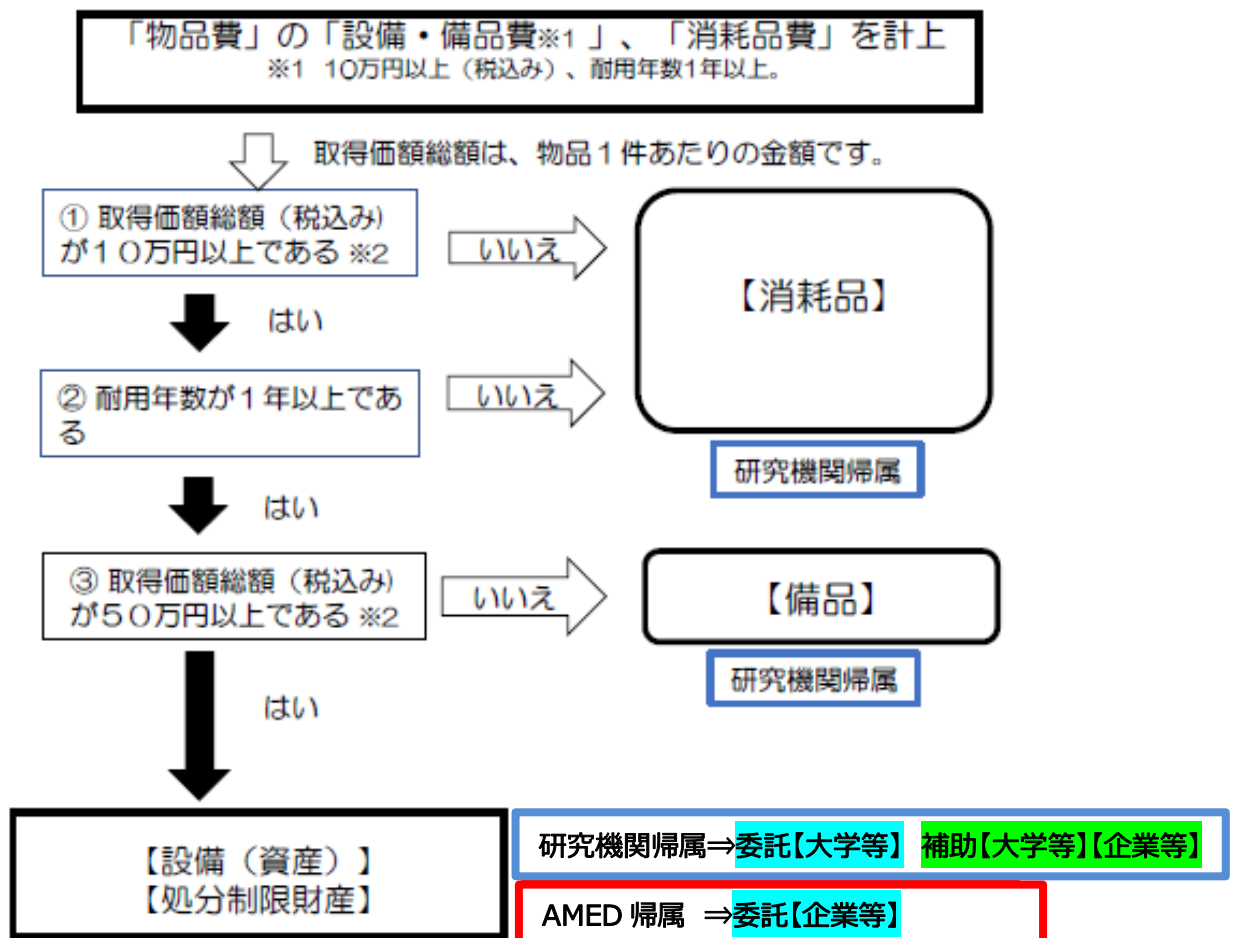 「物品費」の「設備・備品費※1 」、「消耗品費」を計上
※1 10万円以上（税込み）、耐用年数1年以上。
取得価額総額は、物品１件あたりの金額です。
① 取得価額総額（税込み）
が１０万円以上である ※2
いいえ
【消耗品】
はい
② 耐用年数が１年以上であ
る
いいえ
研究機関帰属
はい
③ 取得価額総額（税込み）
が５０万円以上である ※2
いいえ
【備品】
研究機関帰属
はい
【設備（資産）】
【処分制限財産】
研究機関帰属⇒委託【大学等】 補助【大学等】【企業等】
AMED 帰属 ⇒委託【企業等】